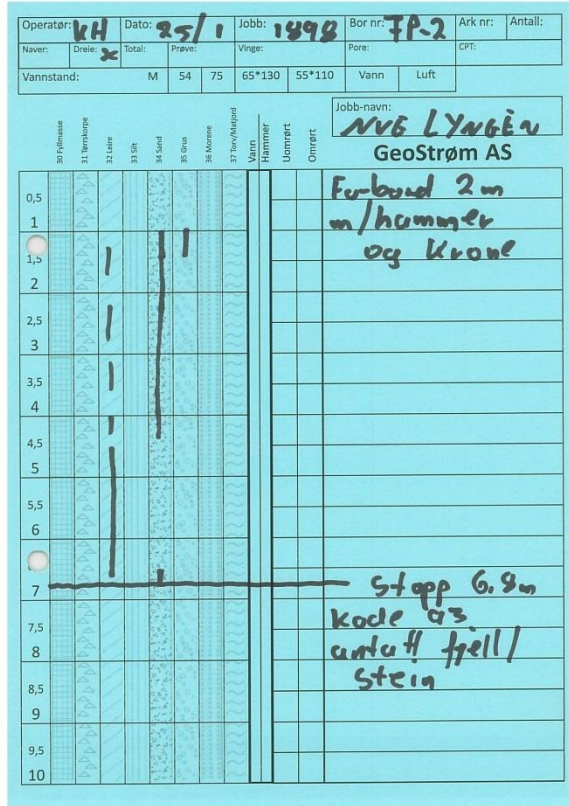 Operatør: KH Dato: 25/1 Jobb: 1898 Bor nr: TP-2 Ark nr: Antall:
Naver: Dreie: x Total: Prøve: Vinge: Pore: CPT:
Vannstand: M 54 75 65*130 55*110 Vann Luft
Jobb-navn:
NVE LYNGEN
GeoStrøm AS
30 Fyllmasse 31 Tørrskorpe 32 Leire 33 Silt 34 Sand 35 Grus 36 Morene 37 Torv/Matjord Vann Hammer Uomrørt Omrørt
For-bord 2m
0,5
m/hammer
1
og Krone
1,5
2
2,5
3
3,5
4
4,5
5
5,5
6
Stopp 6.8m
7
Kode 93
7,5
antatt fjell/
8
Stein
8,5
9
9,5
10